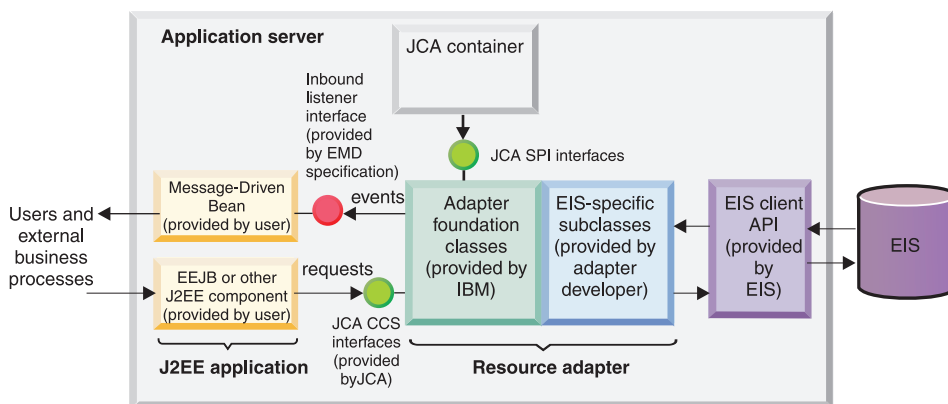 Application server
JCA container
Inbound
listener
interface
(provided
by EMD
specification)
JCA SPI interfaces
Message-Driven
Bean
(provided by user)
events
Adapter
foundation
classes
(provided by
IBM)
EIS-specific
subclasses
(provided by
adapter
developer)
EIS client
API
(provided
by
EIS)
EIS
Users and
external
business
processes
EEJB or other
J2EE component
(provided by user)
requests
JCA CCS
interfaces
(provided
byJCA)
J2EE application
Resource adapter